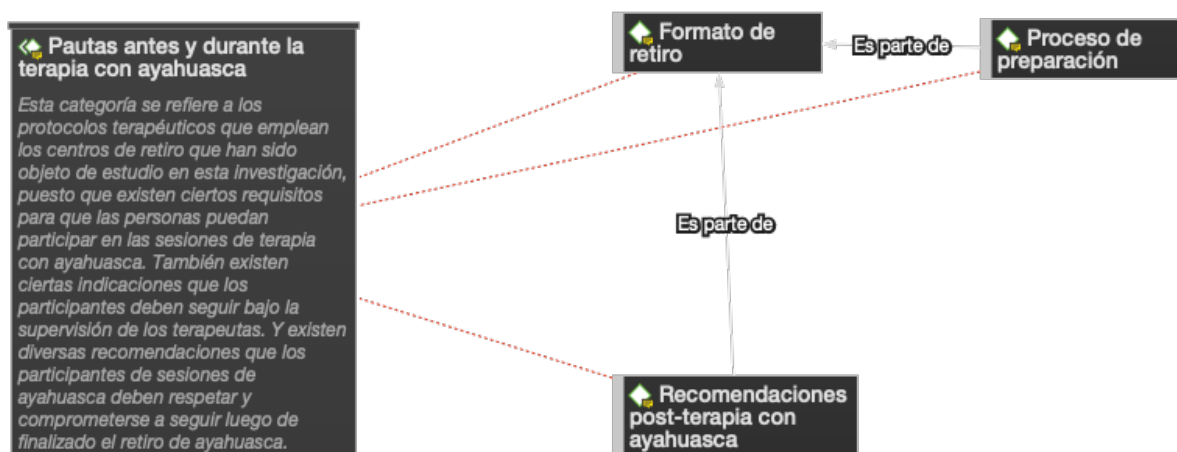 Pautas antes y durante la
terapia con ayahuasca
Esta categoría se refiere a los
protocolos terapéuticos que emplean
los centros de retiro que han sido
objeto de estudio en esta investigación,
puesto que existen ciertos requisitos
para que las personas puedan
participar en las sesiones de terapia
con ayahuasca. También existen
ciertas indicaciones que los
participantes deben seguir bajo la
supervisión de los terapeutas. Y existen
diversas recomendaciones que los
participantes de sesiones de
ayahuasca deben respetar y
comprometerse a seguir luego de
finalizado el retiro de ayahuasca.
Formato de
retiro
Es parte de
Proceso de
preparación
Es parte de
Recomendaciones
post-terapia con
ayahuasca